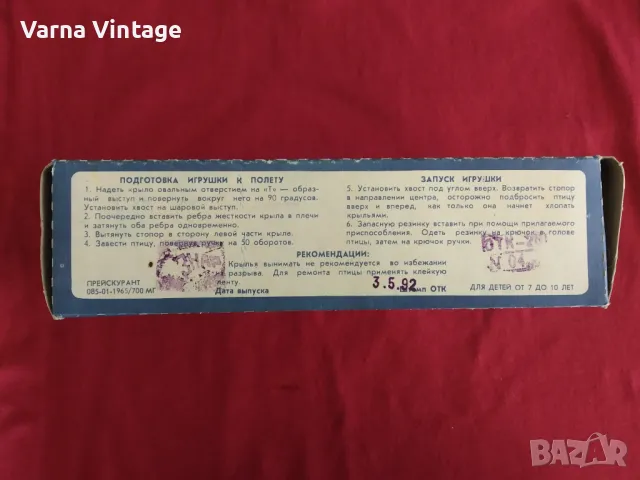 Varna Vintage
ПОДГОТОВКА ИГРУШКИ К ПОЛЕТУ
1. Надеть крыло овальным отверстием на «Т» — образ-
ный выступ и повернуть вокруг него на 90 градусов.
Установить хвост на шаровой выступ.
2. Поочередно вставить ребра жесткости крыла в плечи
и затянуть оба ребра одновременно.
3. Вытянуть стопор в сторону левой части крыле.
4. Завести птицу, повернув ручку на 50 оборотов.
ЗАПУСК ИГРУШКИ
5. Установить хвост под углом вверх. Возвратить стопор
в направлении центра, осторожно подбросить птицу
вверх и вперед, как только она начнет хлопать
крыльями.
6. Запасную резинку вставить при помощи прилагаемого
приспособления. Одеть резинку на крючок в голове
птицы, затем на крючок ручки.
РЕКОМЕНДАЦИИ:
Крылья вынимать не рекомендуется во избежании
разрыва. Для ремонта птицы применять клейкую
ленту.
ПРЕЙСКУРАНТ
085-01-1965/700 МГ
Дата выпуска
3.5.92
Штамп ОТК
ОТК-
04
ДЛЯ ДЕТЕЙ ОТ 7 ДО 10 ЛЕТ
BAZAR